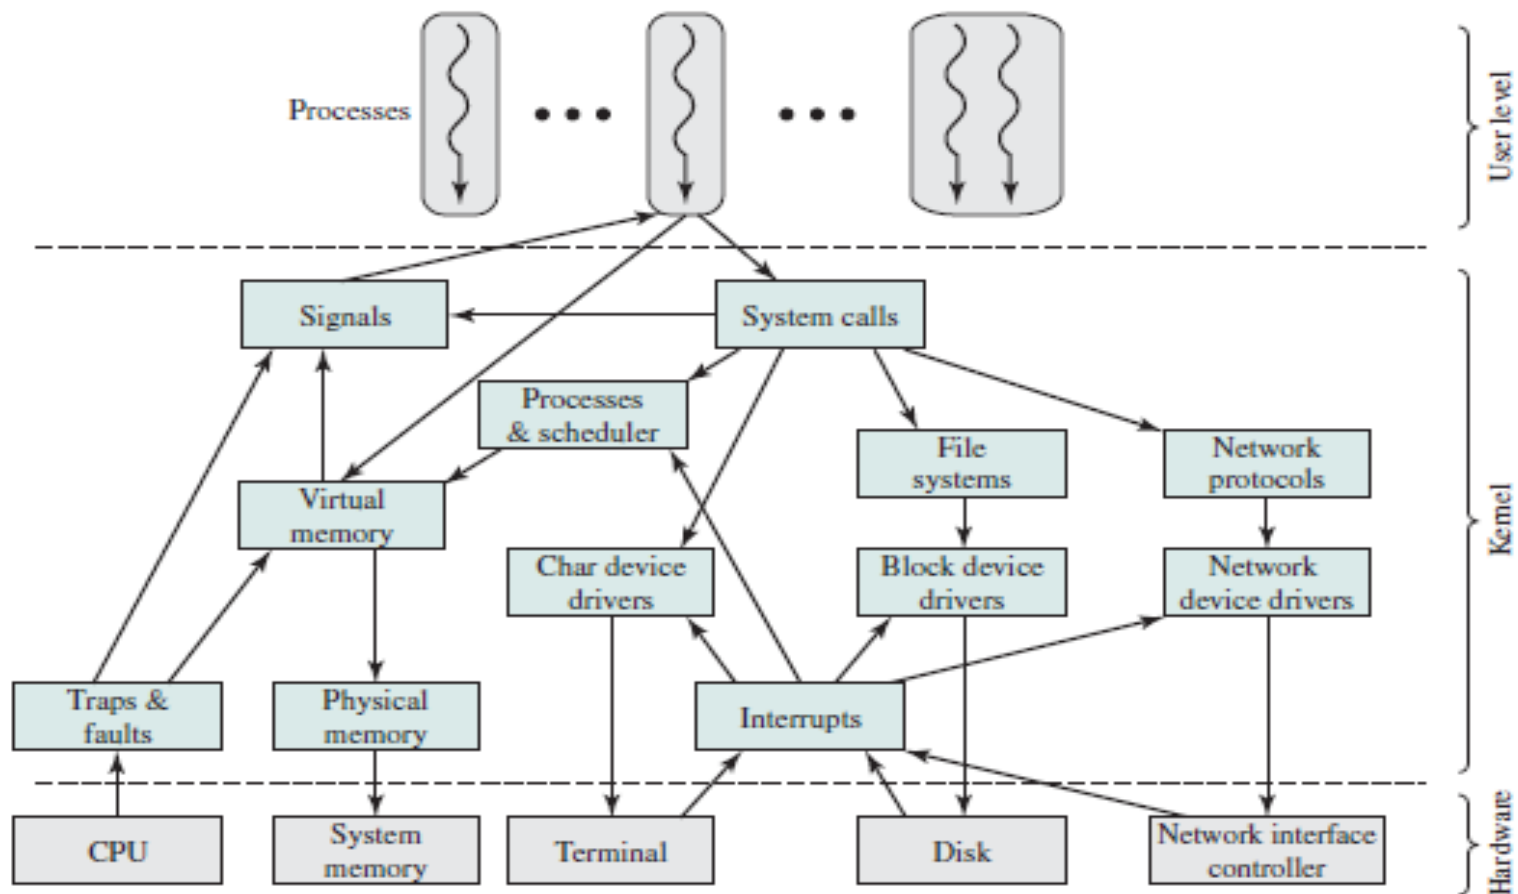 Processes
User level
Signals
System calls
Processes
& scheduler
File
systems
Network
protocols
Virtual
memory
Kernel
Char device
drivers
Block device
drivers
Network
device drivers
Traps &
faults
Physical
memory
Interrupts
CPU
System
memory
Terminal
Disk
Network interface
controller
Hardware